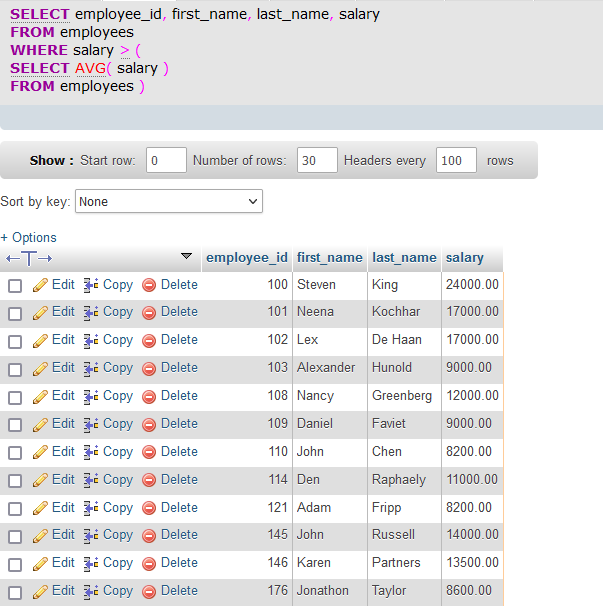 SELECT employee_id, first_name, last_name, salary
FROM employees
WHERE salary > (
SELECT AVG( salary )
FROM employees )
Show : Start row: 0 Number of rows: 30 Headers every 100 rows
Sort by key: None
+ Options
←T→ employee_id first_name last_name salary
Edit Copy Delete 100 Steven King 24000.00
Edit Copy Delete 101 Neena Kochhar 17000.00
Edit Copy Delete 102 Lex De Haan 17000.00
Edit Copy Delete 103 Alexander Hunold 9000.00
Edit Copy Delete 108 Nancy Greenberg 12000.00
Edit Copy Delete 109 Daniel Faviet 9000.00
Edit Copy Delete 110 John Chen 8200.00
Edit Copy Delete 114 Den Raphaely 11000.00
Edit Copy Delete 121 Adam Fripp 8200.00
Edit Copy Delete 145 John Russell 14000.00
Edit Copy Delete 146 Karen Partners 13500.00
Edit Copy Delete 176 Jonathon Taylor 8600.00